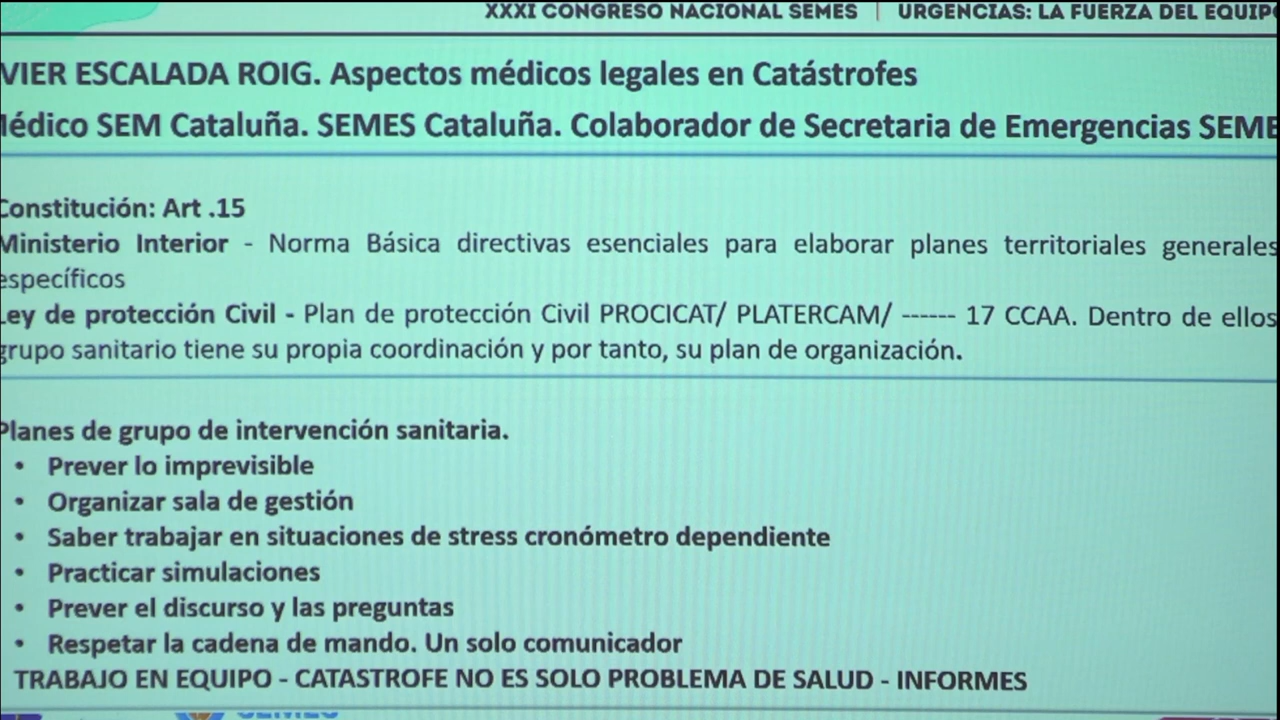 XXXI CONGRESO NACIONAL SEMES | URGENCIAS: LA FUERZA DEL EQUIPO
VIER ESCALADA ROIG. Aspectos médicos legales en Catástrofes
Médico SEM Cataluña. SEMES Cataluña. Colaborador de Secretaria de Emergencias SEME
Constitución: Art .15
Ministerio Interior - Norma Básica directivas esenciales para elaborar planes territoriales generales
específicos
Ley de protección Civil - Plan de protección Civil PROCICAT/ PLATERCAM/ ------ 17 CCAA. Dentro de ellos
grupo sanitario tiene su propia coordinación y por tanto, su plan de organización.
Planes de grupo de intervención sanitaria.
• Prever lo imprevisible
• Organizar sala de gestión
• Saber trabajar en situaciones de stress cronómetro dependiente
• Practicar simulaciones
• Prever el discurso y las preguntas
• Respetar la cadena de mando. Un solo comunicador
TRABAJO EN EQUIPO - CATASTROFE NO ES SOLO PROBLEMA DE SALUD - INFORMES
SEMES